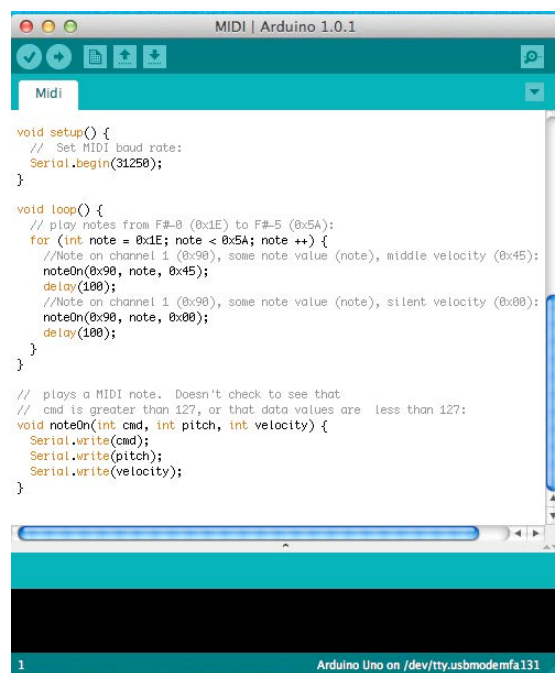 MIDI | Arduino 1.0.1
Midi
void setup() {
  //  Set MIDI baud rate:
  Serial.begin(31250);
}
void loop() {
  // play notes from F#-0 (0x1E) to F#-5 (0x5A):
  for (int note = 0x1E; note < 0x5A; note ++) {
    //Note on channel 1 (0x90), some note value (note), middle velocity (0x45):
    noteOn(0x90, note, 0x45);
    delay(100);
    //Note on channel 1 (0x90), some note value (note), silent velocity (0x00):
    noteOn(0x90, note, 0x00);
    delay(100);
  }
}
//  plays a MIDI note.  Doesn't check to see that
//  cmd is greater than 127, or that data values are  less than 127:
void noteOn(int cmd, int pitch, int velocity) {
  Serial.write(cmd);
  Serial.write(pitch);
  Serial.write(velocity);
}
1
Arduino Uno on /dev/tty.usbmodemfa131